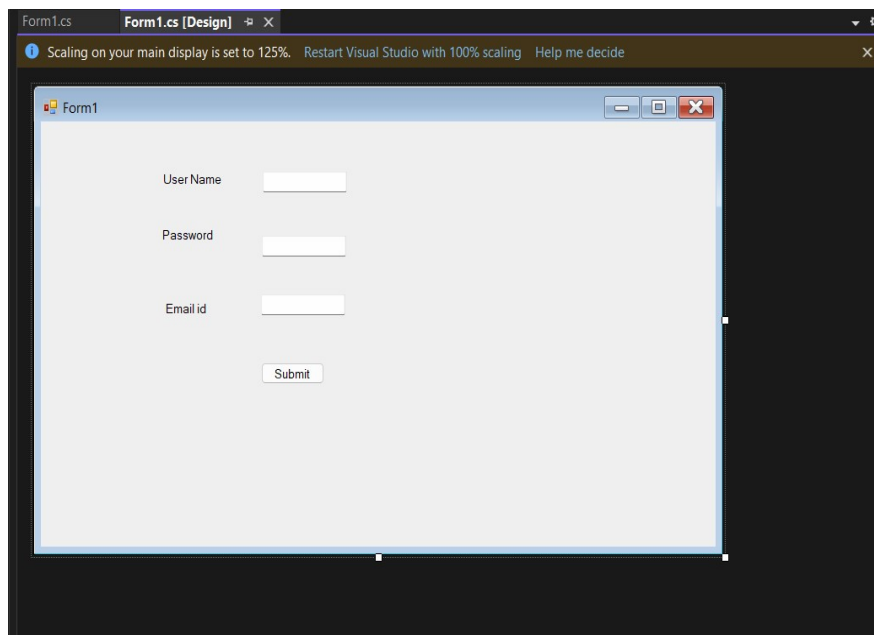 Form1.cs Form1.cs [Design]
Scaling on your main display is set to 125%. Restart Visual Studio with 100% scaling Help me decide
Form1
User Name
Password
Email id
Submit